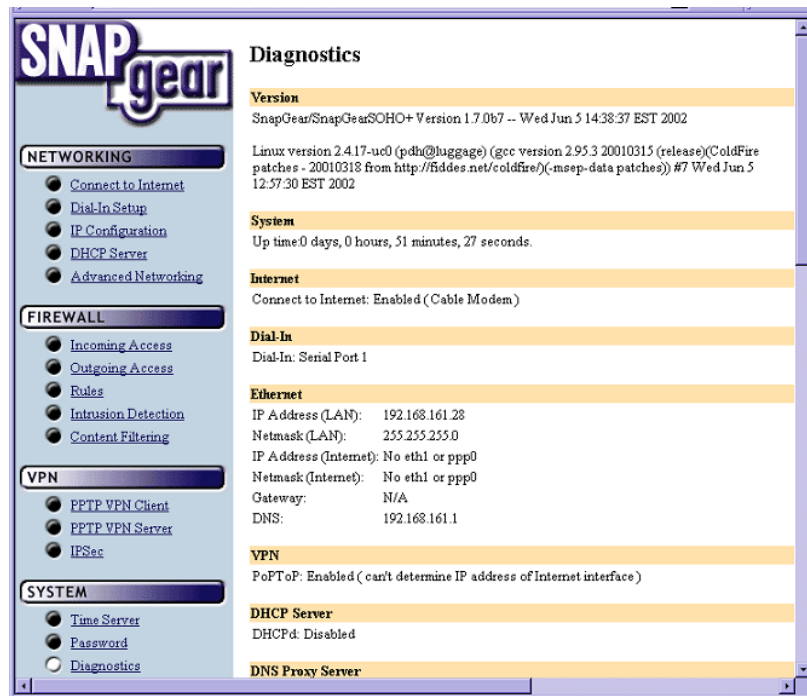 SNAP
gear
NETWORKING
Connect to Internet
Dial-In Setup
IP Configuration
DHCP Server
Advanced Networking
FIREWALL
Incoming Access
Outgoing Access
Rules
Intrusion Detection
Content Filtering
VPN
PPTP VPN Client
PPTP VPN Server
IPSec
SYSTEM
Time Server
Password
Diagnostics
Diagnostics
Version
SnapGear/SnapGearSOHO+ Version 1.7.0b7 -- Wed Jun 5 14:38:37 EST 2002
Linux version 2.4.17-uc0 (pdh@luggage) (gcc version 2.95.3 20010315 (release)(ColdFire
patches - 20010318 from http://fiddes.net/coldfire/)(-msep-data patches)) #7 Wed Jun 5
12:57:30 EST 2002
System
Up time:0 days, 0 hours, 51 minutes, 27 seconds.
Internet
Connect to Internet: Enabled ( Cable Modem )
Dial-In
Dial-In: Serial Port 1
Ethernet
IP Address (LAN): 192.168.161.28
Netmask (LAN): 255.255.255.0
IP Address (Internet): No eth1 or ppp0
Netmask (Internet): No eth1 or ppp0
Gateway: N/A
DNS: 192.168.161.1
VPN
PoPToP: Enabled ( can't determine IP address of Internet interface )
DHCP Server
DHCPd: Disabled
DNS Proxy Server